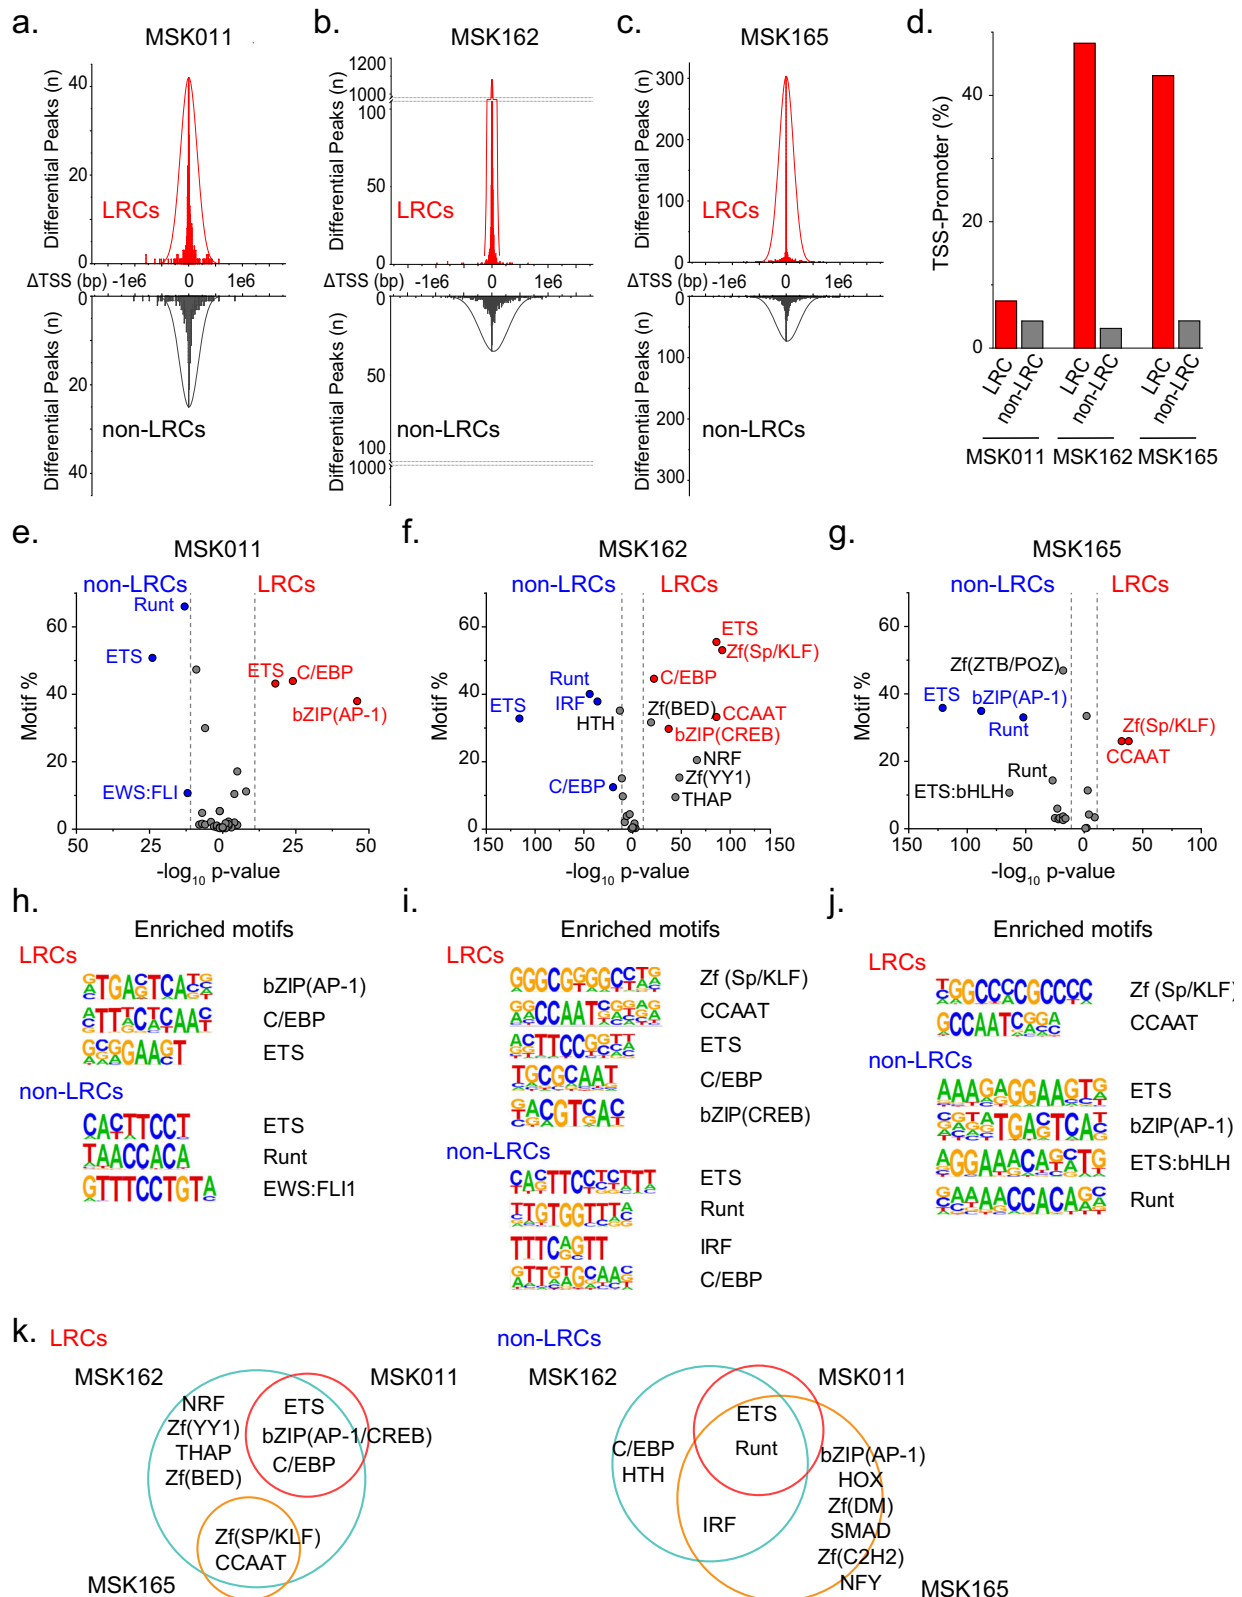 a.
MSK011
Differential Peaks (n)
40
20
0
LRCs
ΔTSS (bp) -1e6 0 1e6
Differential Peaks (n)
0
20
40
non-LRCs
b.
MSK162
Differential Peaks (n)
1200
1000
100
50
0
LRCs
-1e6 0 1e6
Differential Peaks (n)
0
50
100
1000
non-LRCs
c.
MSK165
Differential Peaks (n)
300
200
100
0
LRCs
-1e6 0 1e6
Differential Peaks (n)
0
100
200
300
non-LRCs
d.
TSS-Promoter (%)
40
20
0
LRC non-LRC LRC non-LRC LRC non-LRC
MSK011 MSK162 MSK165
e.
MSK011
non-LRCs LRCs
Motif %
60
40
20
0
Runt
ETS
ETS
C/EBP
bZIP(AP-1)
EWS:FLI
50 25 0 25 50
-log10 p-value
f.
MSK162
non-LRCs LRCs
Motif %
60
40
20
0
ETS
Zf(Sp/KLF)
C/EBP
Runt
IRF
ETS
HTH
Zf(BED)
CCAAT
bZIP(CREB)
NRF
Zf(YY1)
THAP
C/EBP
150 100 50 0 50 100 150
-log10 p-value
g.
MSK165
non-LRCs LRCs
Motif %
60
40
20
0
Zf(ZTB/POZ)
ETS
bZIP(AP-1)
Runt
Zf(Sp/KLF)
CCAAT
Runt
ETS:bHLH
150 100 50 0 50 100
-log10 p-value
h.
Enriched motifs
LRCs
bZIP(AP-1)
C/EBP
ETS
non-LRCs
CACTTCCT ETS
TAACCACA Runt
GTTTCCTGTA EWS:FLI1
i.
Enriched motifs
LRCs
Zf (Sp/KLF)
CCAAT
ETS
TGCGCAAT C/EBP
bZIP(CREB)
non-LRCs
ETS
Runt
IRF
C/EBP
j.
Enriched motifs
LRCs
Zf (Sp/KLF)
CCAAT
non-LRCs
ETS
bZIP(AP-1)
ETS:bHLH
Runt
k.
LRCs
MSK162
MSK011
NRF
Zf(YY1)
THAP
Zf(BED)
ETS
bZIP(AP-1/CREB)
C/EBP
Zf(SP/KLF)
CCAAT
MSK165
non-LRCs
MSK162
MSK011
ETS
Runt
C/EBP
HTH
IRF
bZIP(AP-1)
HOX
Zf(DM)
SMAD
Zf(C2H2)
NFY
MSK165